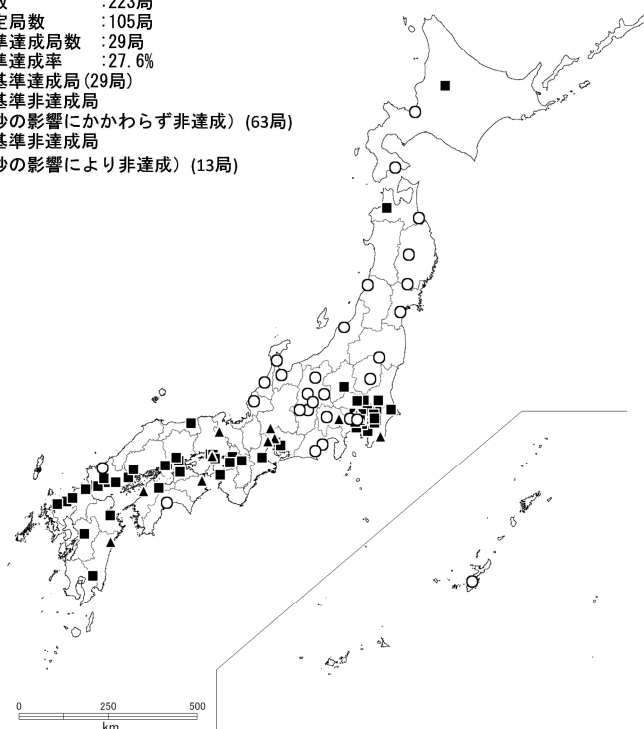 数 :223局
定局数 :105局
準達成局数 :29局
準達成率 :27.6%
基準達成局(29局)
基準非達成局
砂の影響にかかわらず非達成）(63局)
基準非達成局
砂の影響により非達成）(13局)
0 250 500
km